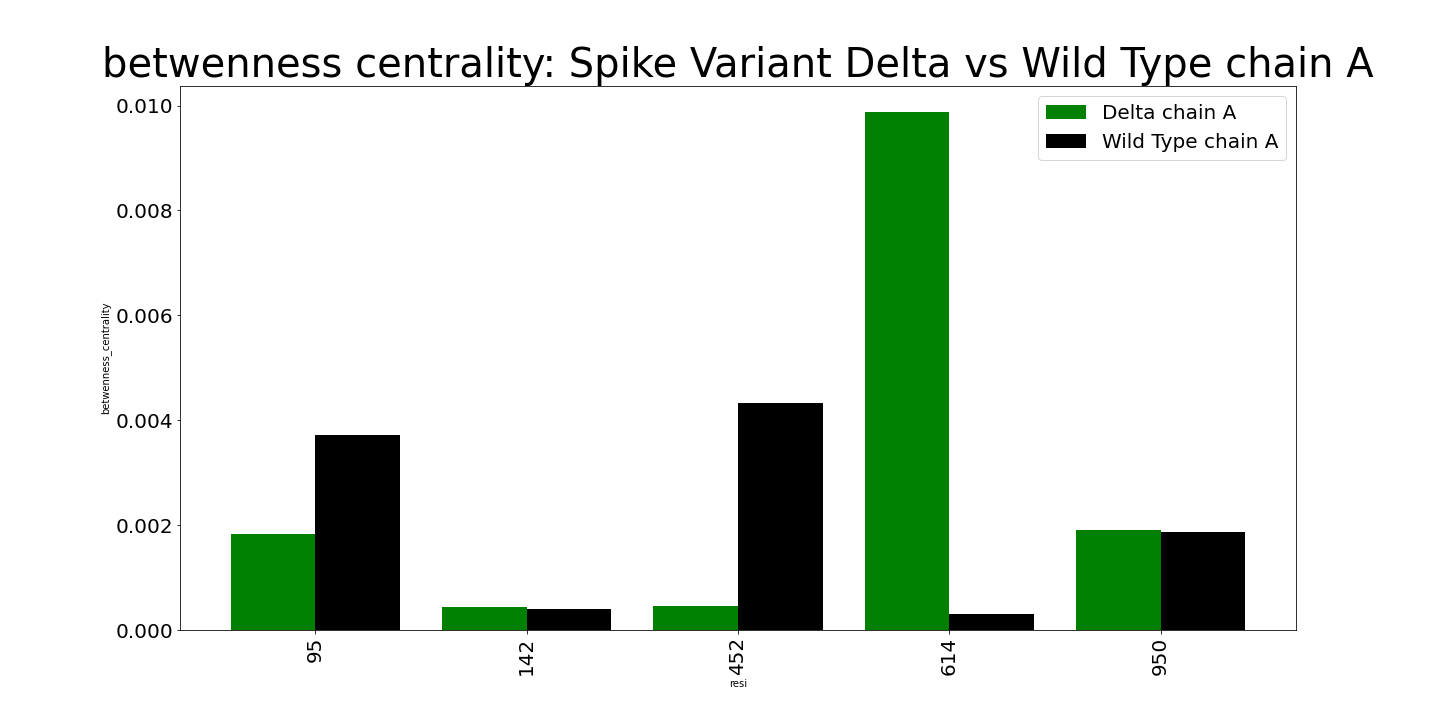 betwenness centrality: Spike Variant Delta vs Wild Type chain A
Delta chain A
Wild Type chain A
0.010
0.008
0.006
0.004
0.002
0.000
betwenness_centrality
95
142
452
614
950
resi